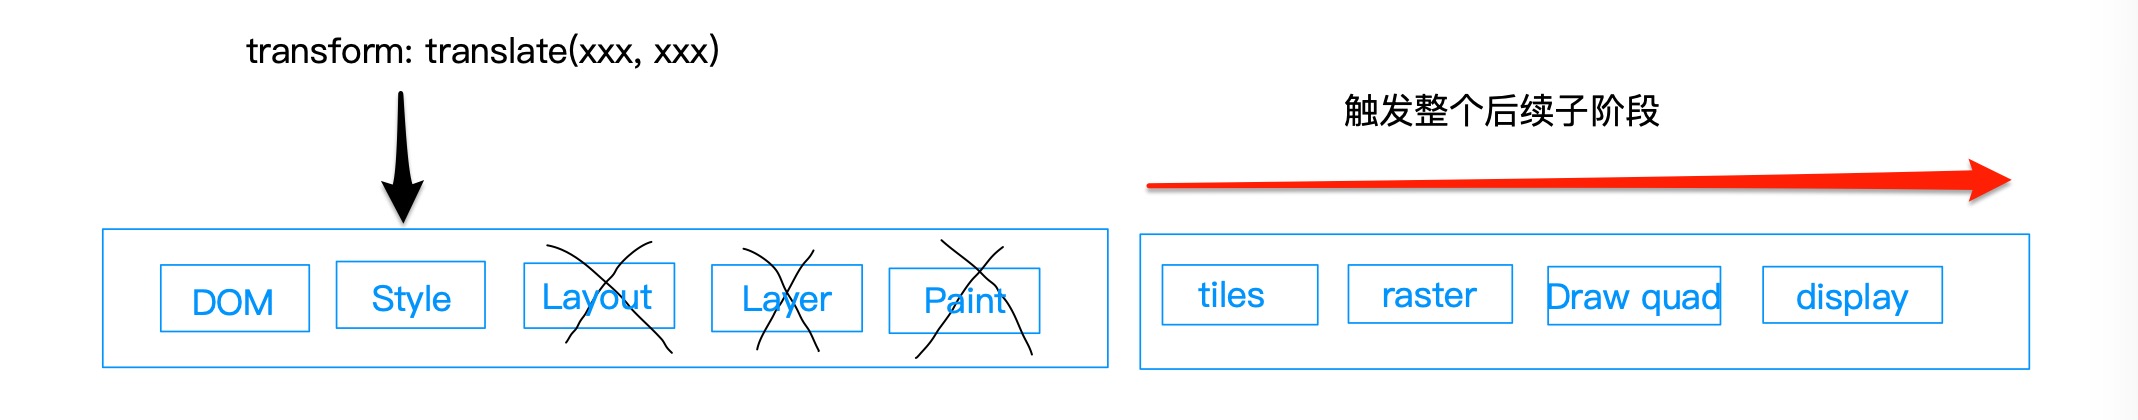 transform: translate(xxx, xxx)
触发整个后续子阶段
DOM
Style
Layout
Layer
Paint
tiles
raster
Draw quad
display